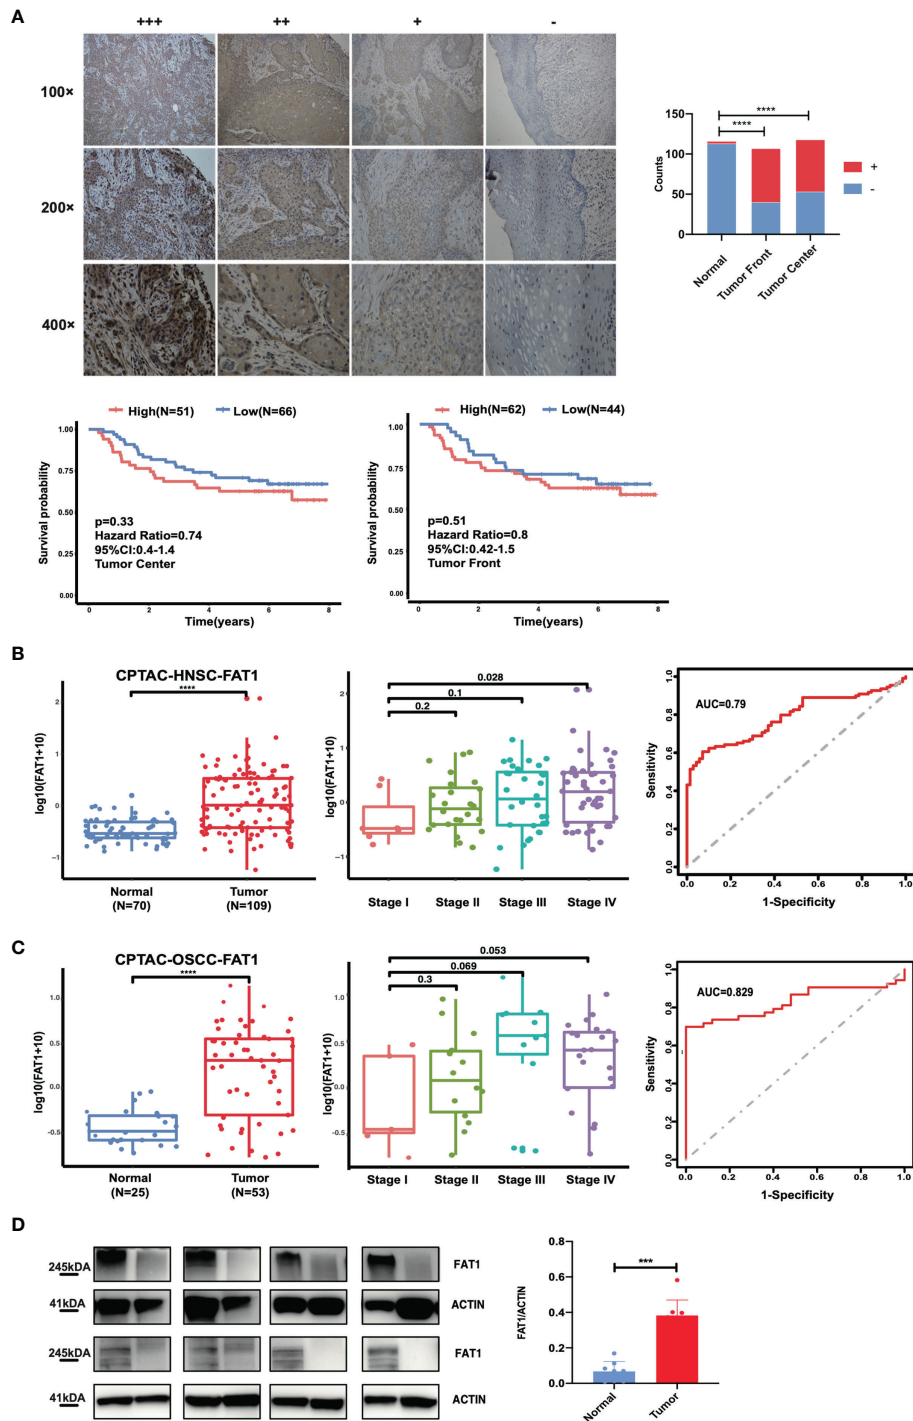 A
+++ ++ + -
100×
200×
400×
150
100
50
0
Counts
**** ****
+
-
Normal
Tumor Front
Tumor Center
High(N=51) Low(N=66)
1.00
0.75
0.50
0.25
0.00
Survival probability
p=0.33
Hazard Ratio=0.74
95%CI:0.4-1.4
Tumor Center
0 2 4 6 8
Time(years)
High(N=62) Low(N=44)
1.00
0.75
0.50
0.25
0.00
Survival probability
p=0.51
Hazard Ratio=0.8
95%CI:0.42-1.5
Tumor Front
0 2 4 6 8
Time(years)
B
CPTAC-HNSC-FAT1
****
2
1
0
−1
log10(FAT1+10)
Normal
(N=70)
Tumor
(N=109)
0.028
0.1
0.2
2
1
0
−1
log10(FAT1+10)
Stage I Stage II Stage III Stage IV
AUC=0.79
0.0 0.2 0.4 0.6 0.8 1.0
Sensitivity
0.0 0.2 0.4 0.6 0.8 1.0
1-Specificity
C
CPTAC-OSCC-FAT1
****
1.0
0.5
0.0
−0.5
log10(FAT1+10)
Normal
(N=25)
Tumor
(N=53)
0.053
0.069
0.3
1.0
0.5
0.0
−0.5
log10(FAT1+10)
Stage I Stage II Stage III Stage IV
AUC=0.829
0.0 0.2 0.4 0.6 0.8 1.0
Sensitivity
0.0 0.2 0.4 0.6 0.8 1.0
1-Specificity
D
245kDA FAT1
41kDA ACTIN
245kDA FAT1
41kDA ACTIN
0.8
0.6
0.4
0.2
0.0
FAT1/ACTIN
***
Normal
Tumor